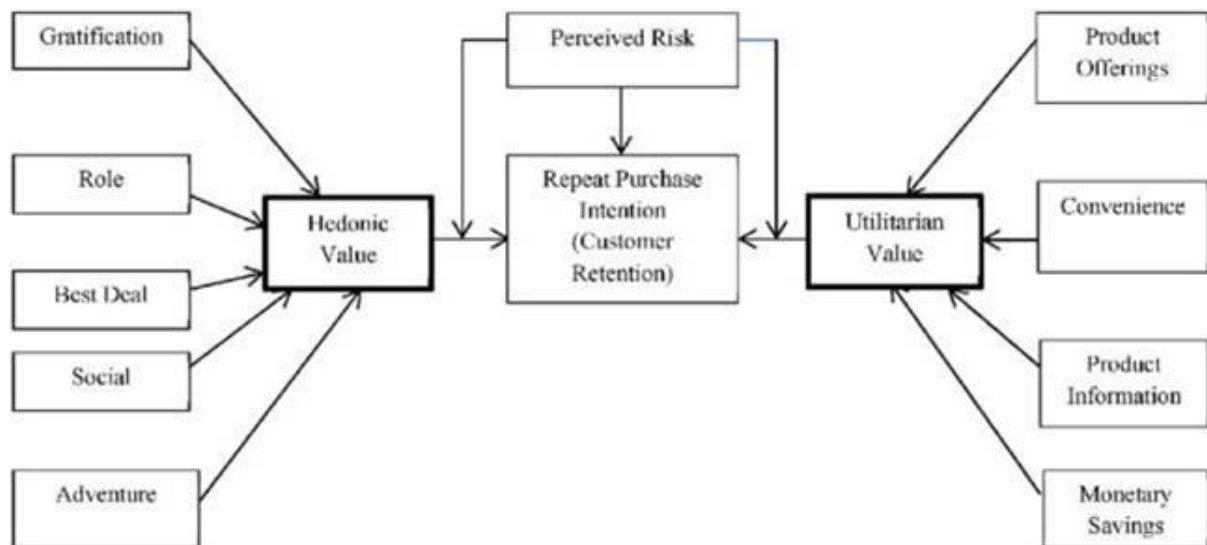 Gratification
Perceived Risk
Product
Offerings
Role
Repeat Purchase
Intention
(Customer
Retention)
Hedonic
Value
Utilitarian
Value
Convenience
Best Deal
Social
Product
Information
Adventure
Monetary
Savings